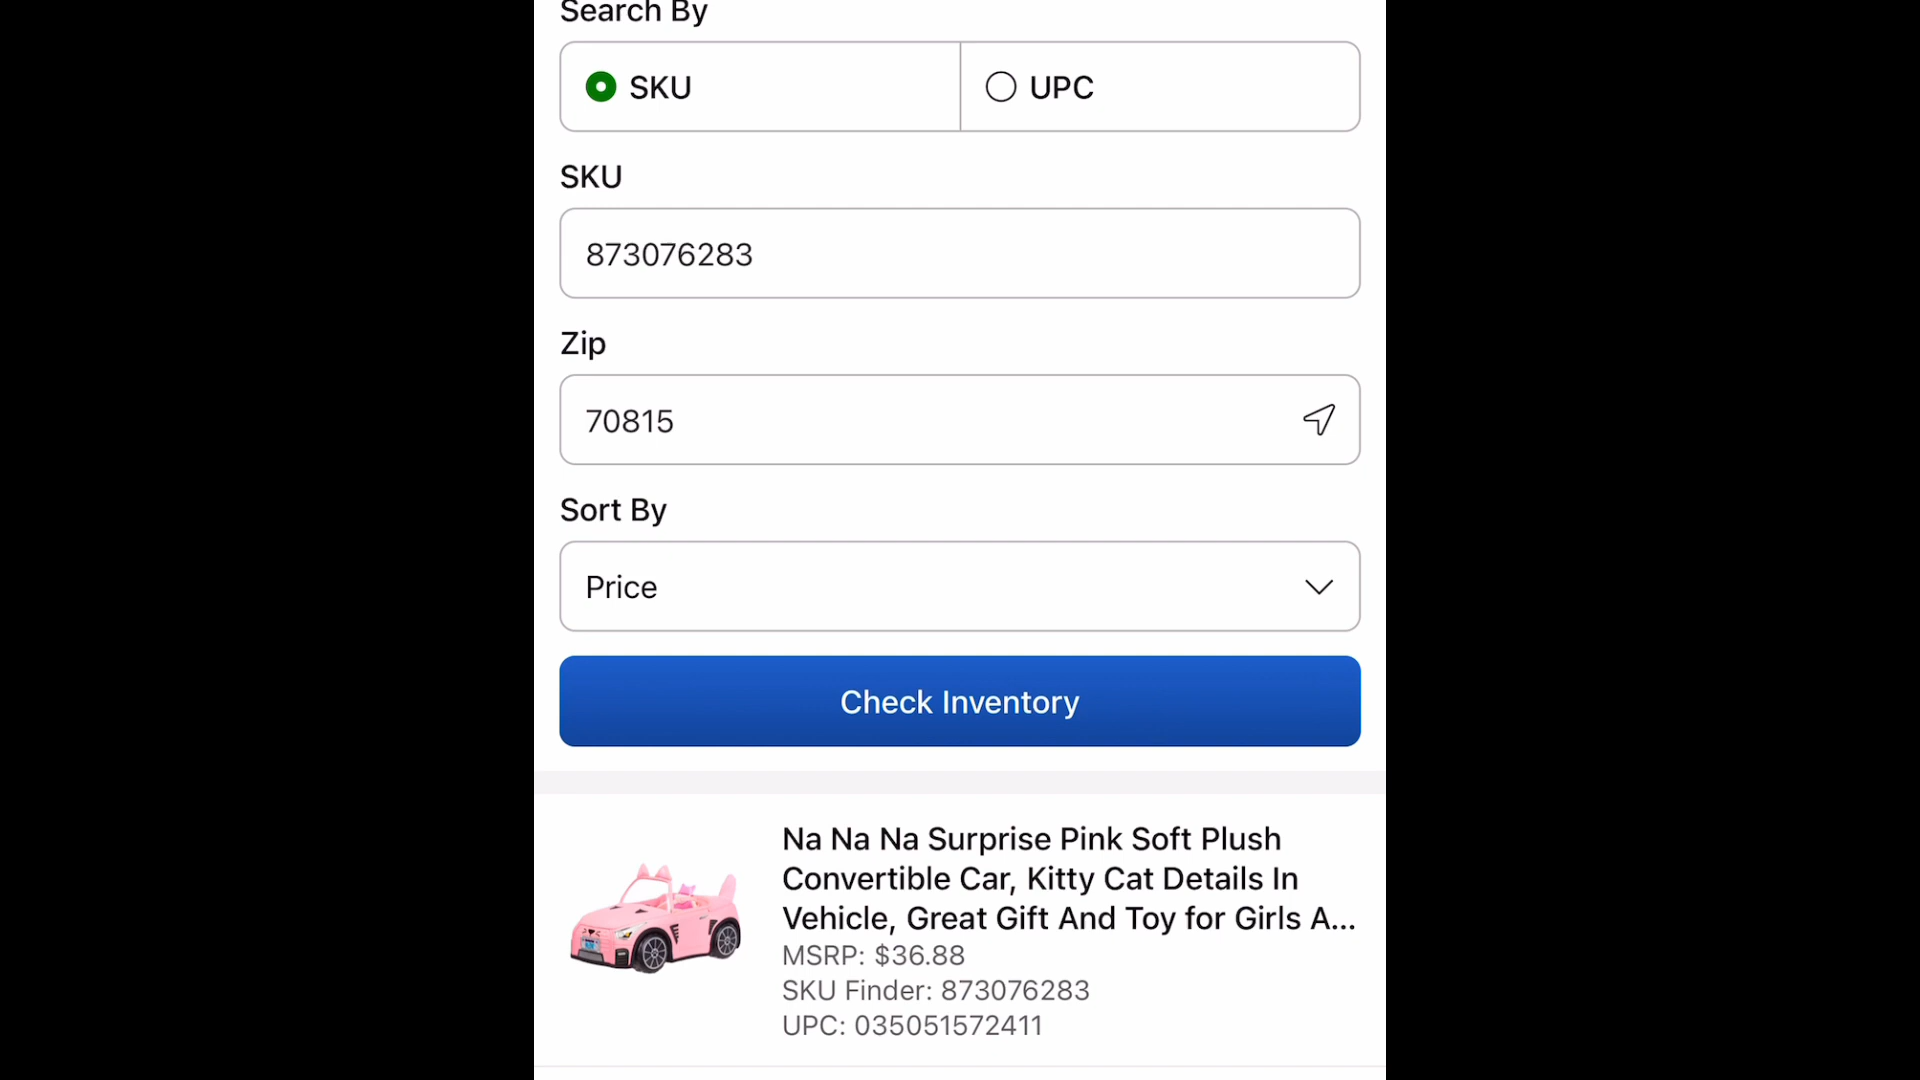 Search By
SKU
UPC
SKU
873076283
Zip
70815
Sort By
Price
Check Inventory
Na Na Na Surprise Pink Soft Plush
Convertible Car, Kitty Cat Details In
Vehicle, Great Gift And Toy for Girls A...
MSRP: $36.88
SKU Finder: 873076283
UPC: 035051572411